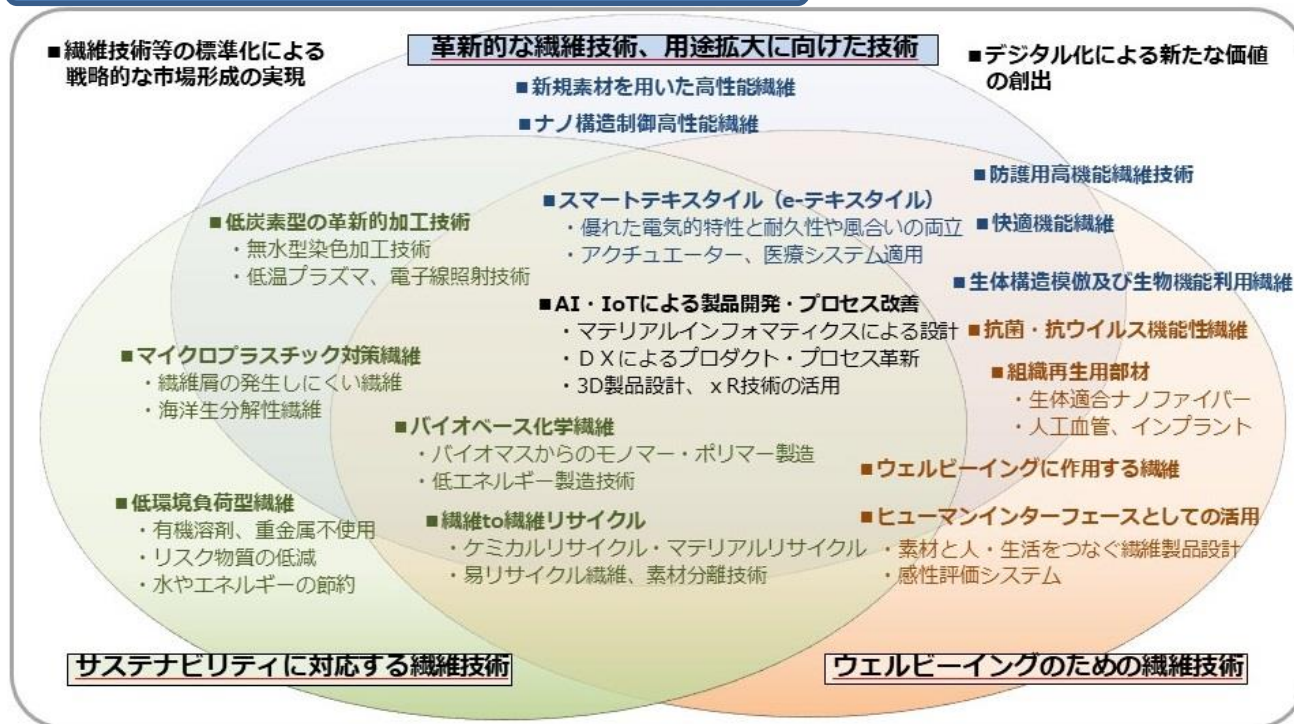 ■繊維技術等の標準化による
戦略的な市場形成の実現
革新的な繊維技術、用途拡大に向けた技術
■デジタル化による新たな価値
の創出
■新規素材を用いた高性能繊維
■ナノ構造制御高性能繊維
■防護用高機能繊維技術
■スマートテキスタイル（e-テキスタイル）
・優れた電気的特性と耐久性や風合いの両立
・アクチュエーター、医療システム適用
■快適機能繊維
■低炭素型の革新的加工技術
・無水型染色加工技術
・低温プラズマ、電子線照射技術
■生体構造模倣及び生物機能利用繊維
■AI・IoTによる製品開発・プロセス改善
・マテリアルインフォマティクスによる設計
・ＤＸによるプロダクト・プロセス革新
・3D製品設計、ｘR技術の活用
■抗菌・抗ウイルス機能性繊維
■マイクロプラスチック対策繊維
・繊維屑の発生しにくい繊維
・海洋生分解性繊維
■組織再生用部材
・生体適合ナノファイバー
・人工血管、インプラント
■バイオベース化学繊維
・バイオマスからのモノマー・ポリマー製造
・低エネルギー製造技術
■ウェルビーイングに作用する繊維
■低環境負荷型繊維
・有機溶剤、重金属不使用
・リスク物質の低減
・水やエネルギーの節約
■繊維to繊維リサイクル
・ケミカルリサイクル・マテリアルリサイクル
・易リサイクル繊維、素材分離技術
■ヒューマンインターフェースとしての活用
・素材と人・生活をつなぐ繊維製品設計
・感性評価システム
サステナビリティに対応する繊維技術
ウェルビーイングのための繊維技術